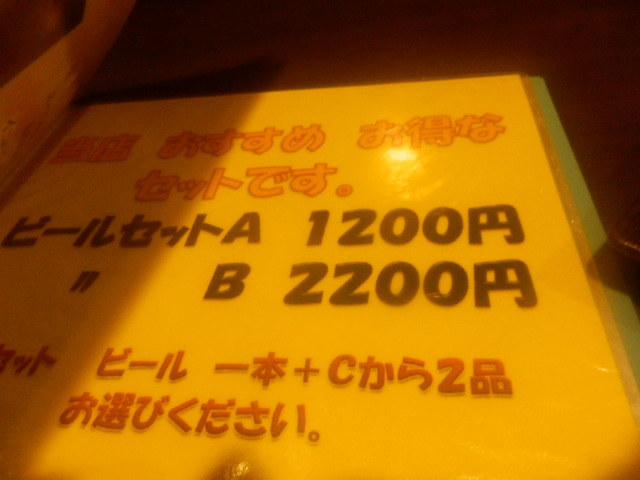 当店 おすすめ お得な
セットです。
ビールセットA 1200円
〃 B 2200円
セット ビール 一本+Cから2品
お選びください。